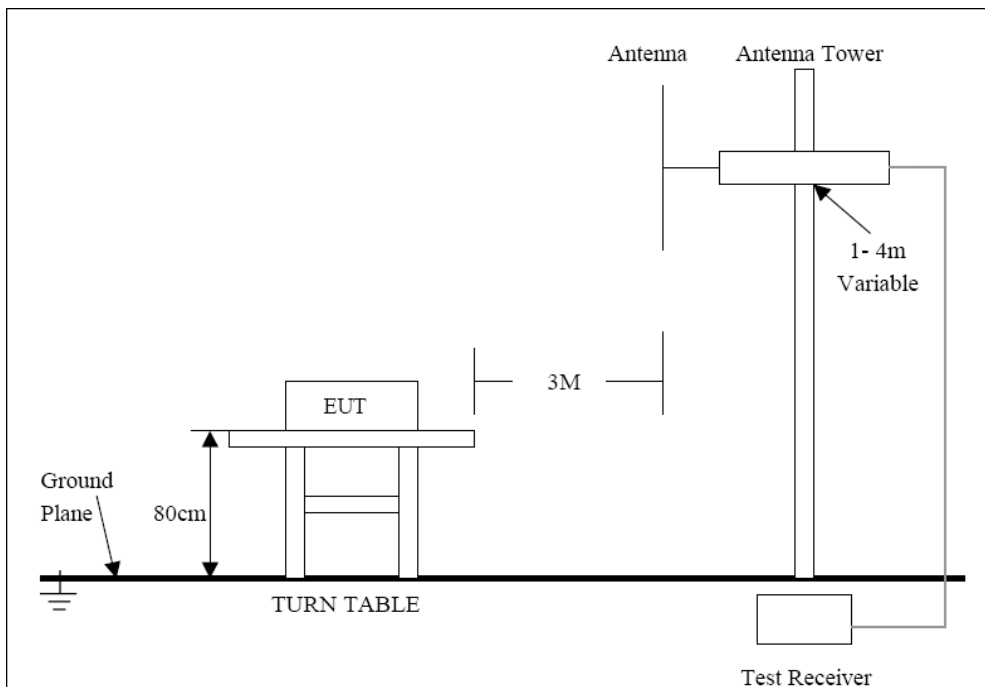 Antenna
Antenna Tower
1- 4m
Variable
3M
EUT
Ground
Plane
80cm
TURN TABLE
Test Receiver